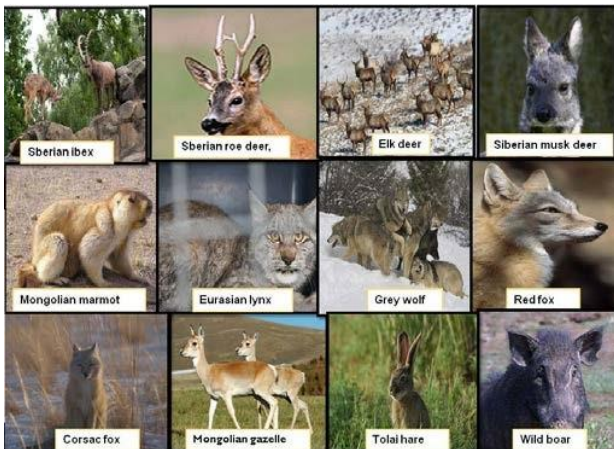 Sberian ibex
Sberian roe deer,
Elk deer
Siberian musk deer
Mongolian marmot
Eurasian lynx
Grey wolf
Red fox
Corsac fox
Mongolian gazelle
Tolai hare
Wild boar